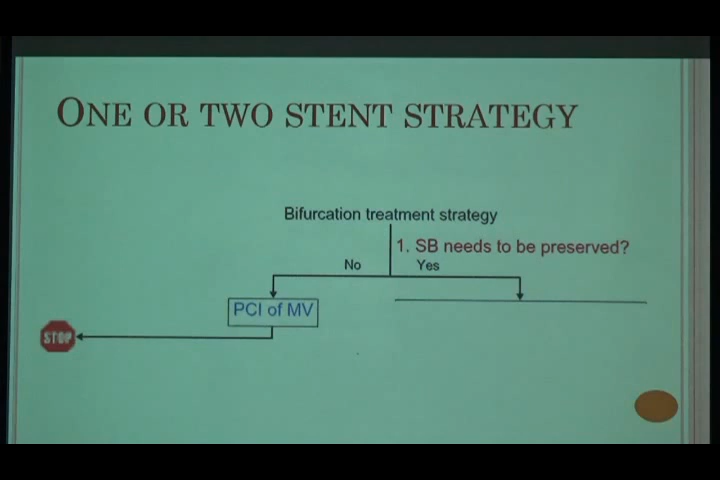 ONE OR TWO STENT STRATEGY
Bifurcation treatment strategy
1. SB needs to be preserved?
No
Yes
PCI of MV
STOP